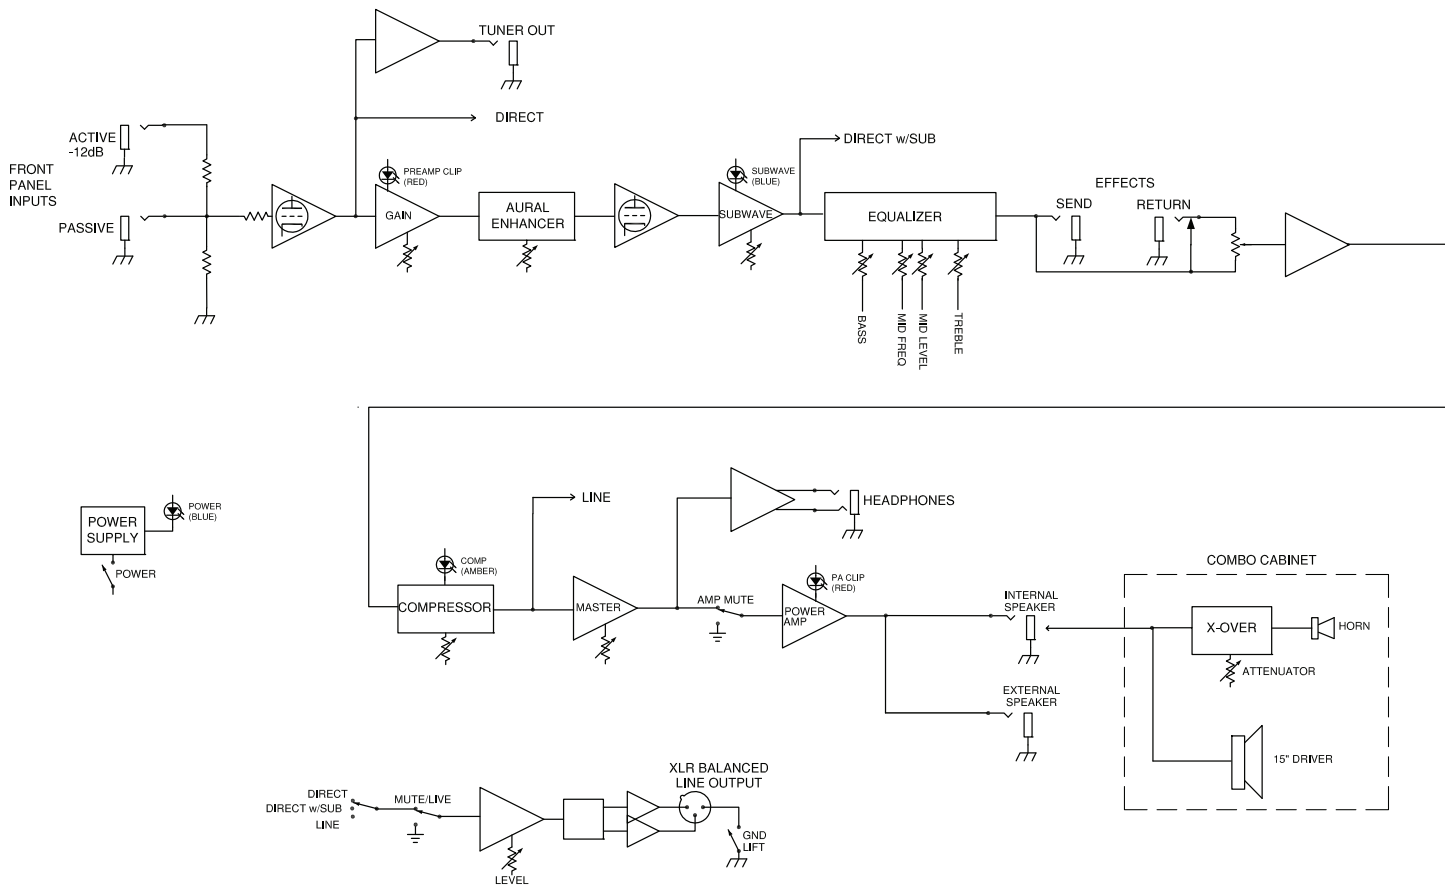 TUNER OUT
DIRECT
ACTIVE
-12dB
FRONT
PANEL
INPUTS
PASSIVE
PREAMP CLIP
(RED)
GAIN
AURAL
ENHANCER
SUBWAVE
(BLUE)
SUBWAVE
DIRECT w/SUB
EQUALIZER
BASS
MID FREQ
MID LEVEL
TREBLE
EFFECTS
SEND
RETURN
POWER
SUPPLY
POWER
(BLUE)
POWER
COMP
(AMBER)
COMPRESSOR
LINE
MASTER
HEADPHONES
AMP MUTE
PA CLIP
(RED)
POWER
AMP
INTERNAL
SPEAKER
EXTERNAL
SPEAKER
COMBO CABINET
X-OVER
HORN
ATTENUATOR
15" DRIVER
DIRECT
DIRECT w/SUB
LINE
MUTE/LIVE
LEVEL
XLR BALANCED
LINE OUTPUT
GND
LIFT